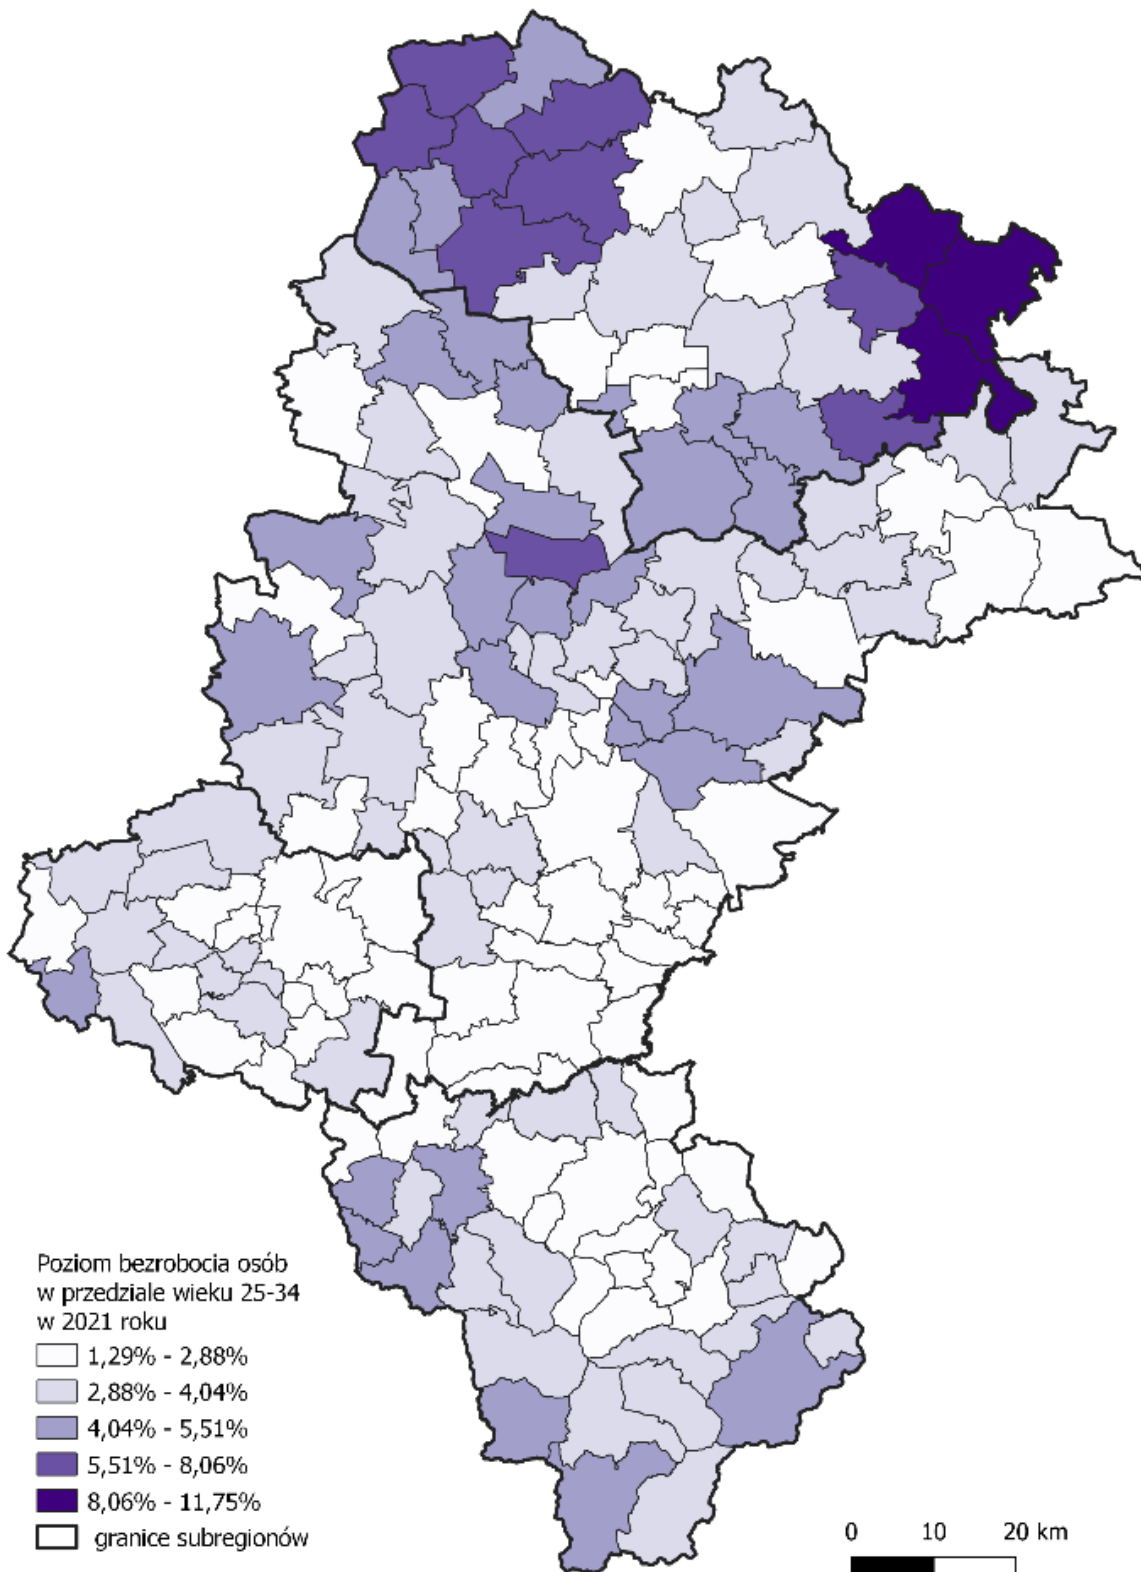 Poziom bezrobocia osób
w przedziale wieku 25-34
w 2021 roku
1,29% - 2,88%
2,88% - 4,04%
4,04% - 5,51%
5,51% - 8,06%
8,06% - 11,75%
granice subregionów
0 10 20 km